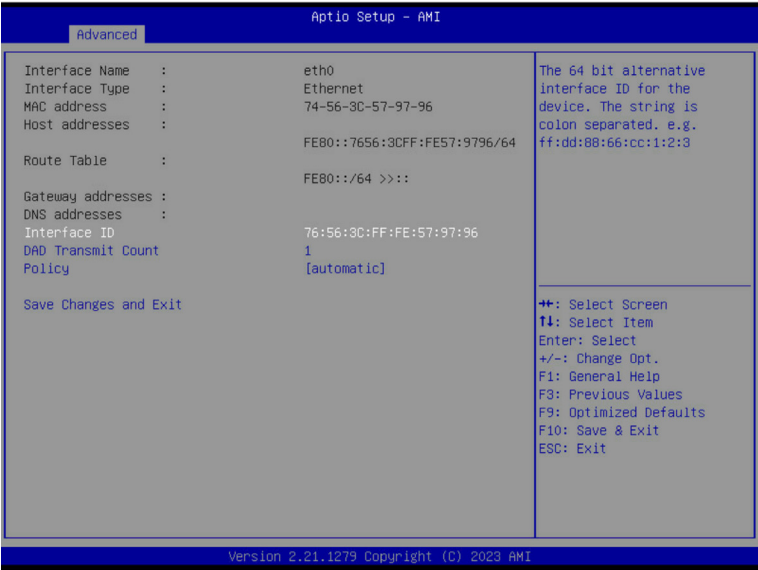 Aptio Setup - AMI
Advanced
Interface Name : eth0
Interface Type : Ethernet
MAC address : 74-56-3C-57-97-96
Host addresses :
FE80::7656:3CFF:FE57:9796/64
Route Table :
FE80::/64 >>::
Gateway addresses :
DNS addresses :
Interface ID 76:56:3C:FF:FE:57:97:96
DAD Transmit Count 1
Policy [automatic]
Save Changes and Exit
The 64 bit alternative
interface ID for the
device. The string is
colon separated. e.g.
ff:dd:88:66:cc:1:2:3
→←: Select Screen
↑↓: Select Item
Enter: Select
+/-: Change Opt.
F1: General Help
F3: Previous Values
F9: Optimized Defaults
F10: Save & Exit
ESC: Exit
Version 2.21.1279 Copyright (C) 2023 AMI